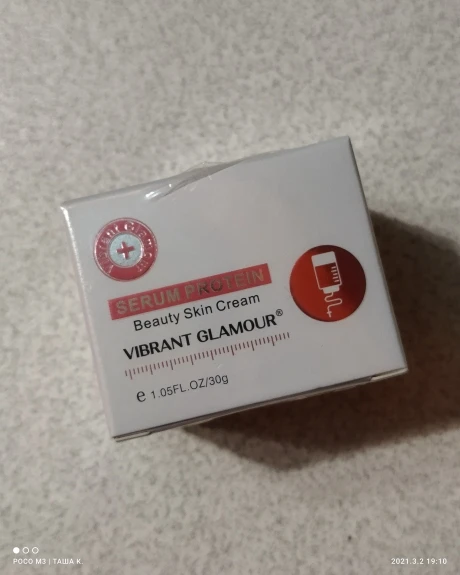 SERUM PROTEIN
Beauty Skin Cream
VIBRANT GLAMOUR®
e 1.05FL.OZ/30g
POCO M3 | ТАША К.
2021.3.2 19:10